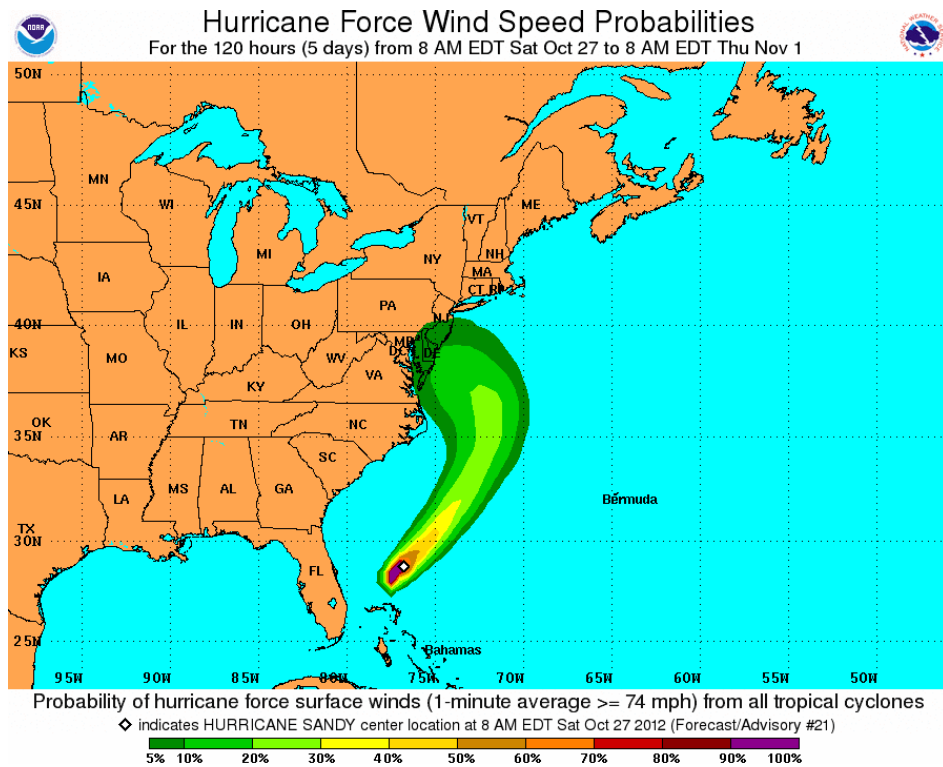 Hurricane Force Wind Speed Probabilities
For the 120 hours (5 days) from 8 AM EDT Sat Oct 27 to 8 AM EDT Thu Nov 1
NOAA
50N
MN
45N
WI
ME
VT
MI
NY
NH
MA
IA
CT RI
PA
NJ
40N
IL
IN
OH
MD
KS
MO
DC
DE
WV
VA
KY
OK
TN
NC
AR
35N
SC
LA
MS
AL
GA
Bermuda
TX
30N
FL
25N
Bahamas
95W
90W
85W
80W
75W
70W
65W
60W
55W
50W
Probability of hurricane force surface winds (1-minute average >= 74 mph) from all tropical cyclones
indicates HURRICANE SANDY center location at 8 AM EDT Sat Oct 27 2012 (Forecast/Advisory #21)
5% 10% 20% 30% 40% 50% 60% 70% 80% 90% 100%